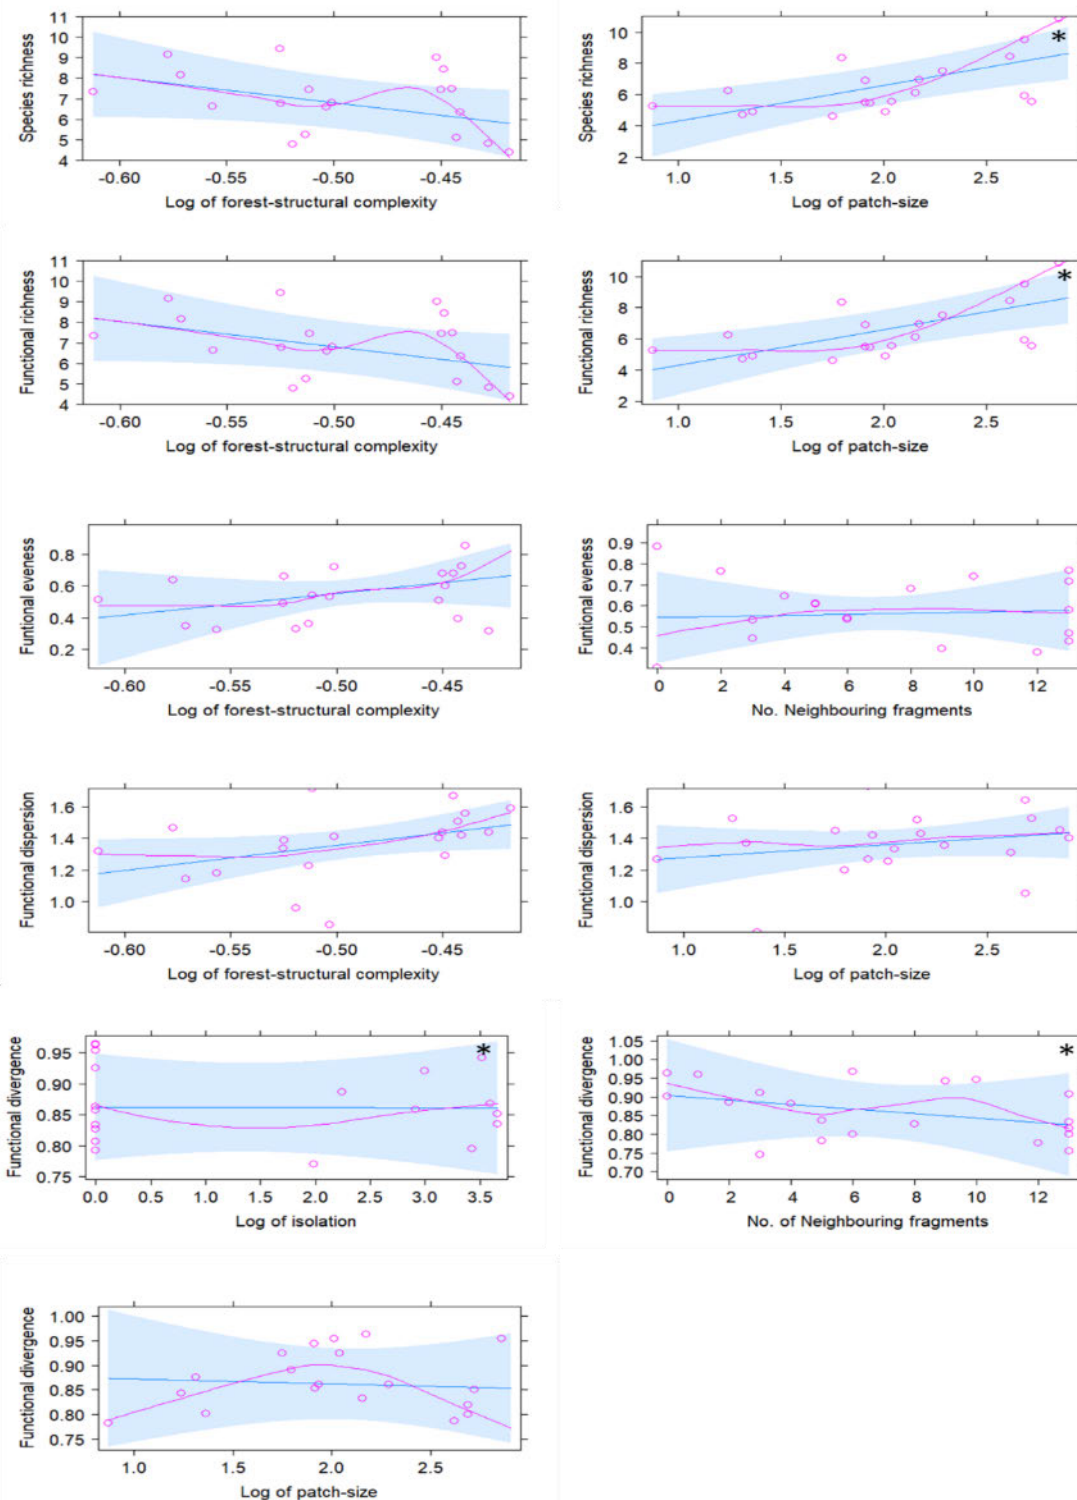 11
10
9
8
7
6
5
4
Species richness
-0.60 -0.55 -0.50 -0.45
Log of forest-structural complexity
10
8
6
4
2
Species richness
*
1.0 1.5 2.0 2.5
Log of patch-size
11
10
9
8
7
6
5
4
Functional richness
-0.60 -0.55 -0.50 -0.45
Log of forest-structural complexity
10
8
6
4
2
Functional richness
*
1.0 1.5 2.0 2.5
Log of patch-size
0.8
0.6
0.4
0.2
Funtional eveness
-0.60 -0.55 -0.50 -0.45
Log of forest-structural complexity
0.9
0.8
0.7
0.6
0.5
0.4
Functional eveness
0 2 4 6 8 10 12
No. Neighbouring fragments
1.6
1.4
1.2
1.0
Functional dispersion
-0.60 -0.55 -0.50 -0.45
Log of forest-structural complexity
1.6
1.4
1.2
1.0
Functional dispersion
1.0 1.5 2.0 2.5
Log of patch-size
0.95
0.90
0.85
0.80
0.75
Functional divergence
*
0.0 0.5 1.0 1.5 2.0 2.5 3.0 3.5
Log of isolation
1.05
1.00
0.95
0.90
0.85
0.80
0.75
0.70
Functional divergence
*
0 2 4 6 8 10 12
No. of Neighbouring fragments
1.00
0.95
0.90
0.85
0.80
0.75
Functional divergence
1.0 1.5 2.0 2.5
Log of patch-size